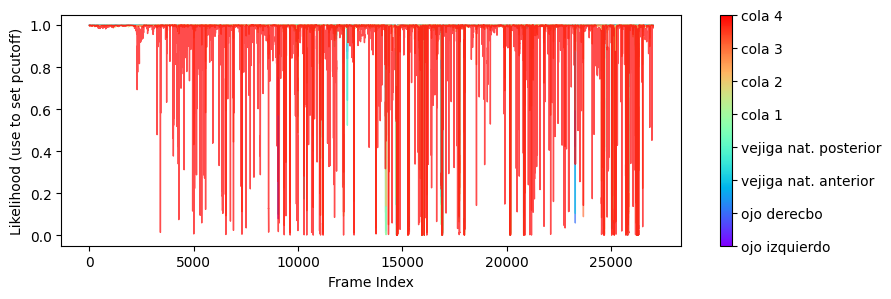 Likelihood (use to set pcutoff)
1.0
0.8
0.6
0.4
0.2
0.0
0
5000
10000
15000
20000
25000
Frame Index
cola 4
cola 3
cola 2
cola 1
vejiga nat. posterior
vejiga nat. anterior
ojo derecbo
ojo izquierdo